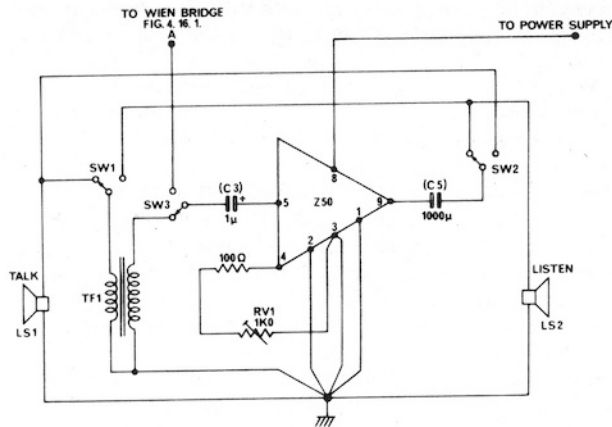 TO WIEN BRIDGE
FIG. 4. 16. 1.
A
TO POWER SUPPLY
SW1
SW3
(C3)
+
1µ
5
4
Z50
8
9
2
3
1
(C5)
1000µ
SW2
100Ω
RV1
1K0
TALK
LS1
TF1
LISTEN
LS2